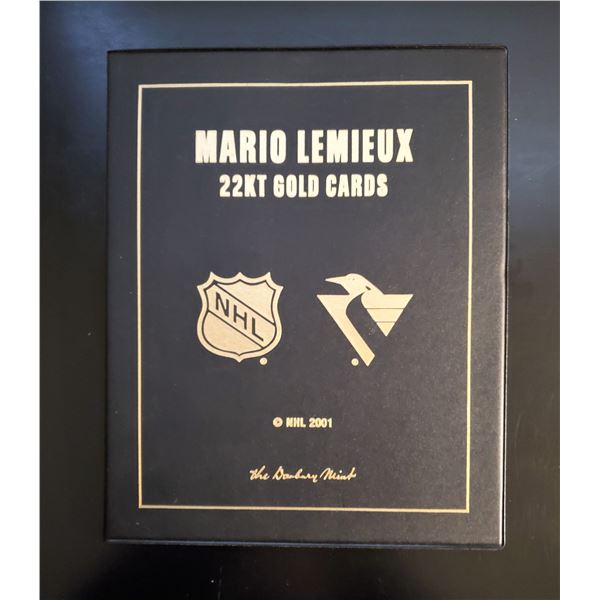 MARIO LEMIEUX
22KT GOLD CARDS
NHL
© NHL 2001
The Danbury Mint